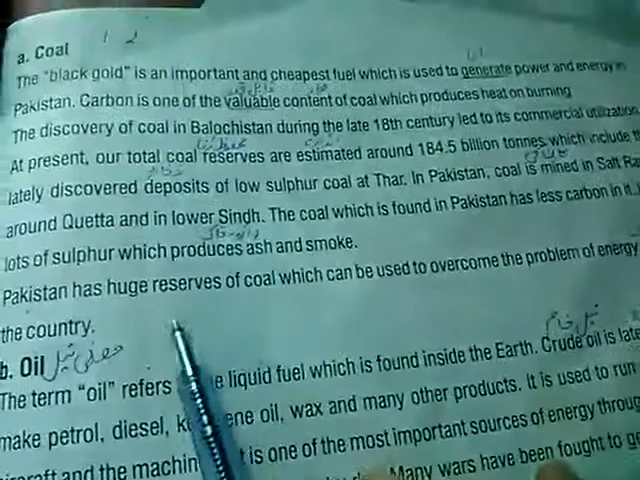 a. Coal
1 2
The "black gold" is an important and cheapest fuel which is used to generate power and energy in
Pakistan. Carbon is one of the valuable content of coal which produces heat on burning
The discovery of coal in Balochistan during the late 18th century led to its commercial utilization
At present, our total coal reserves are estimated around 184.5 billion tonnes which include
lately discovered deposits of low sulphur coal at Thar. In Pakistan, coal is mined in Salt
around Quetta and in lower Sindh. The coal which is found in Pakistan has less carbon in it
lots of sulphur which produces ash and smoke.
Pakistan has huge reserves of coal which can be used to overcome the problem of energy
the country.
b. Oil
The term "oil" refers liquid fuel which is found inside the Earth. Crude oil is
make petrol, diesel, oil, wax and many other products. It is used to run
and the is one of the most important sources of energy
Many wars have been fought to